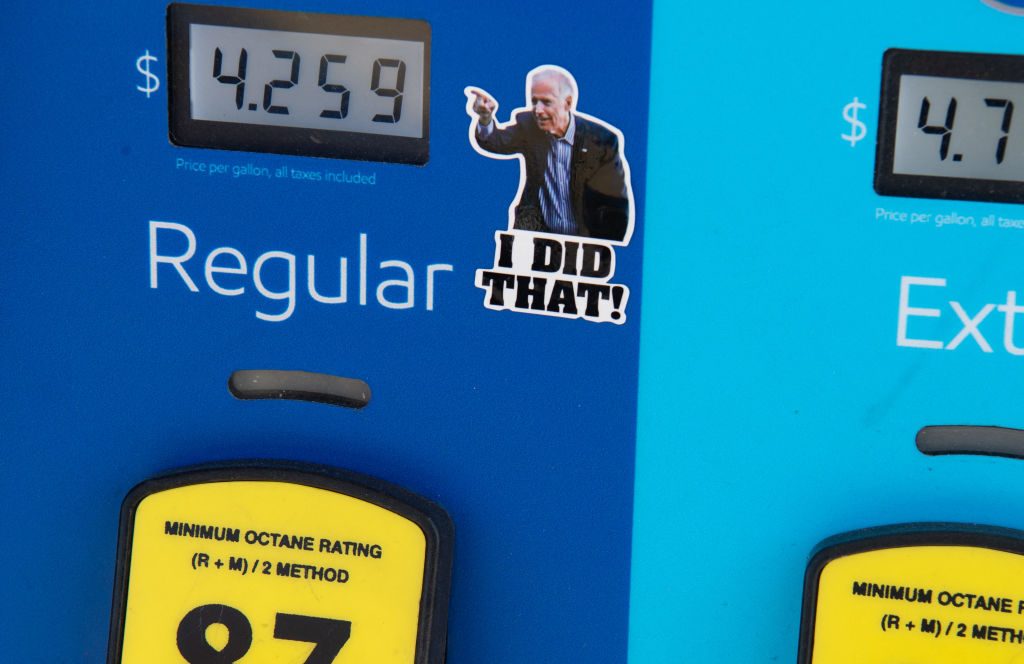 $ 4.259
Price per gallon, all taxes included
Regular
I DID
THAT!
MINIMUM OCTANE RATING
(R + M) / 2 METHOD
87
$ 4.7
Price per gallon, all
Ext
MINIMUM OCTANE
(R + M) / 2